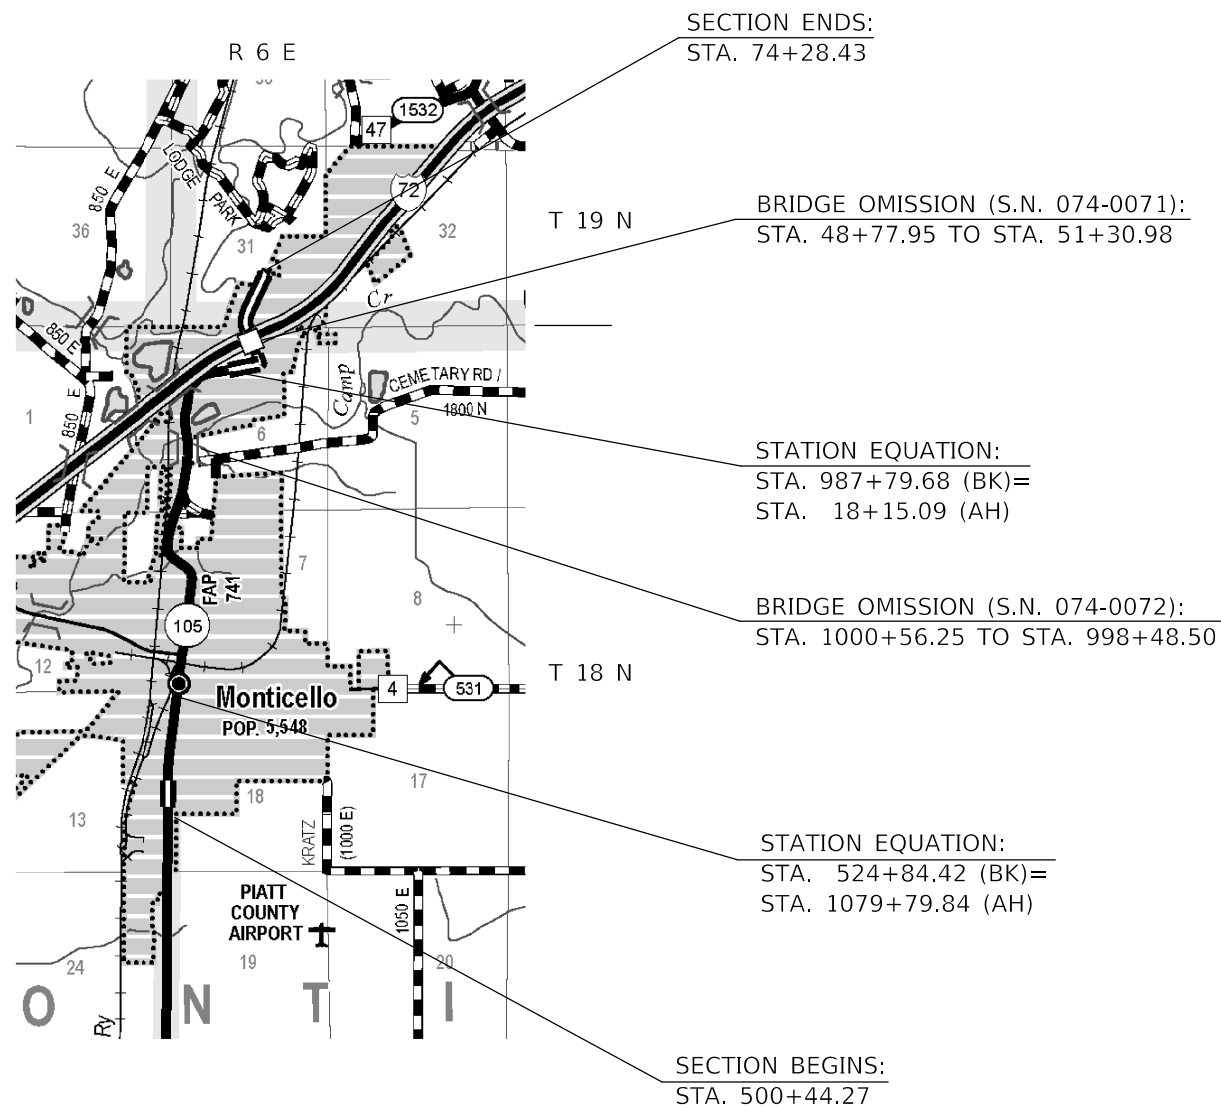 SECTION ENDS:
STA. 74+28.43
R 6 E
1532
47
850 E
LODGE PARK
72
36
31
32
T 19 N
BRIDGE OMISSION (S.N. 074-0071):
STA. 48+77.95 TO STA. 51+30.98
Cr
850 E
Camp
CEMETARY RD /
1800 N
850 E
1
6
5
STATION EQUATION:
STA. 987+79.68 (BK)=
STA. 18+15.09 (AH)
7
FAP
741
8
105
BRIDGE OMISSION (S.N. 074-0072):
STA. 1000+56.25 TO STA. 998+48.50
12
T 18 N
4
531
Monticello
POP. 5,548
17
18
13
KRATZ
(1000 E)
STATION EQUATION:
STA. 524+84.42 (BK)=
STA. 1079+79.84 (AH)
PIATT
COUNTY
AIRPORT
1050 E
24
19
20
O N T I
Ry
SECTION BEGINS:
STA. 500+44.27